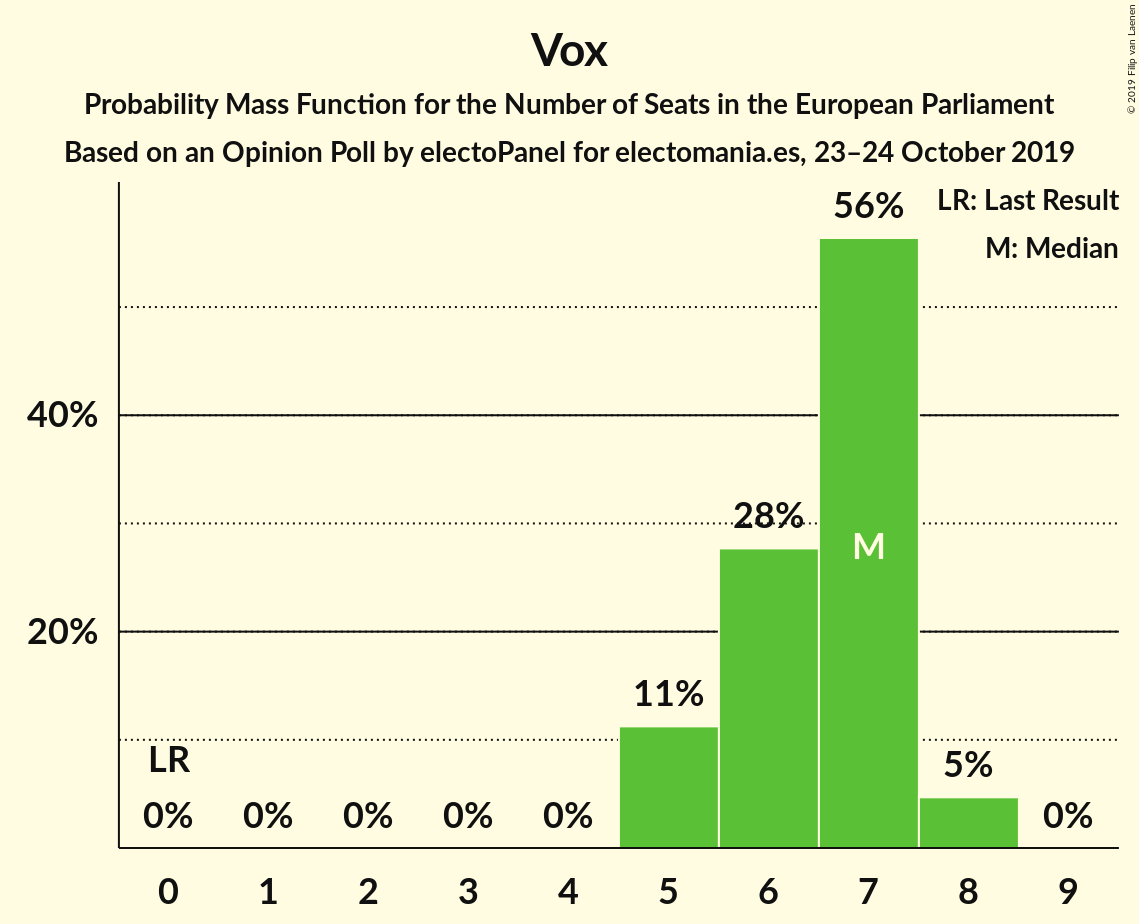 Vox
Probability Mass Function for the Number of Seats in the European Parliament
Based on an Opinion Poll by electoPanel for electomania.es, 23–24 October 2019
© 2019 Filip van Laenen
LR: Last Result
M: Median
56%
40%
28%
M
20%
11%
LR
5%
0% 0% 0% 0% 0% 0%
0 1 2 3 4 5 6 7 8 9